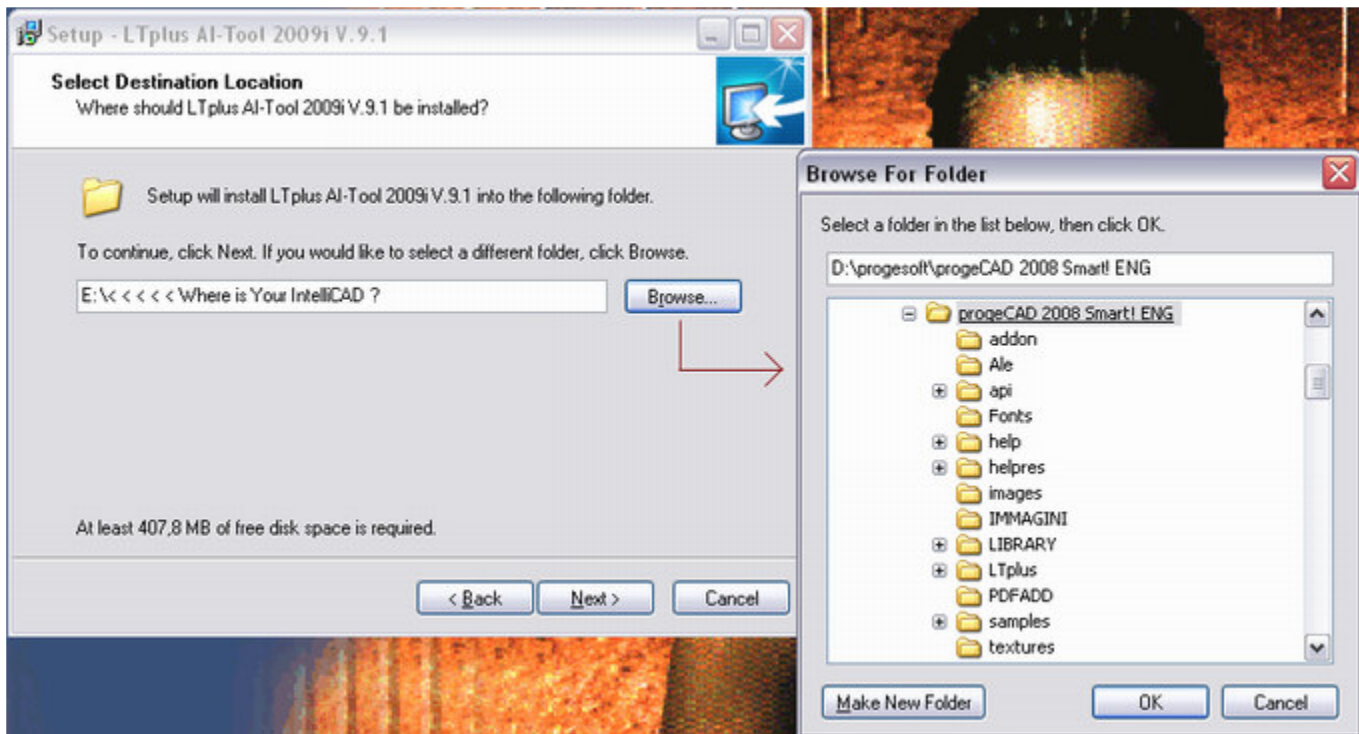 Setup - LTplus AI-Tool 2009i V.9.1
Select Destination Location
Where should LTplus AI-Tool 2009i V.9.1 be installed?
Setup will install LTplus AI-Tool 2009i V.9.1 into the following folder.
To continue, click Next. If you would like to select a different folder, click Browse.
E:\< < < < < Where is Your IntelliCAD ?
Browse...
At least 407,8 MB of free disk space is required.
< Back
Next >
Cancel
Browse For Folder
Select a folder in the list below, then click OK.
D:\progesoft\progeCAD 2008 Smart! ENG
progeCAD 2008 Smart! ENG
addon
Ale
api
Fonts
help
helpres
images
IMMAGINI
LIBRARY
LTplus
PDFADD
samples
textures
Make New Folder
OK
Cancel